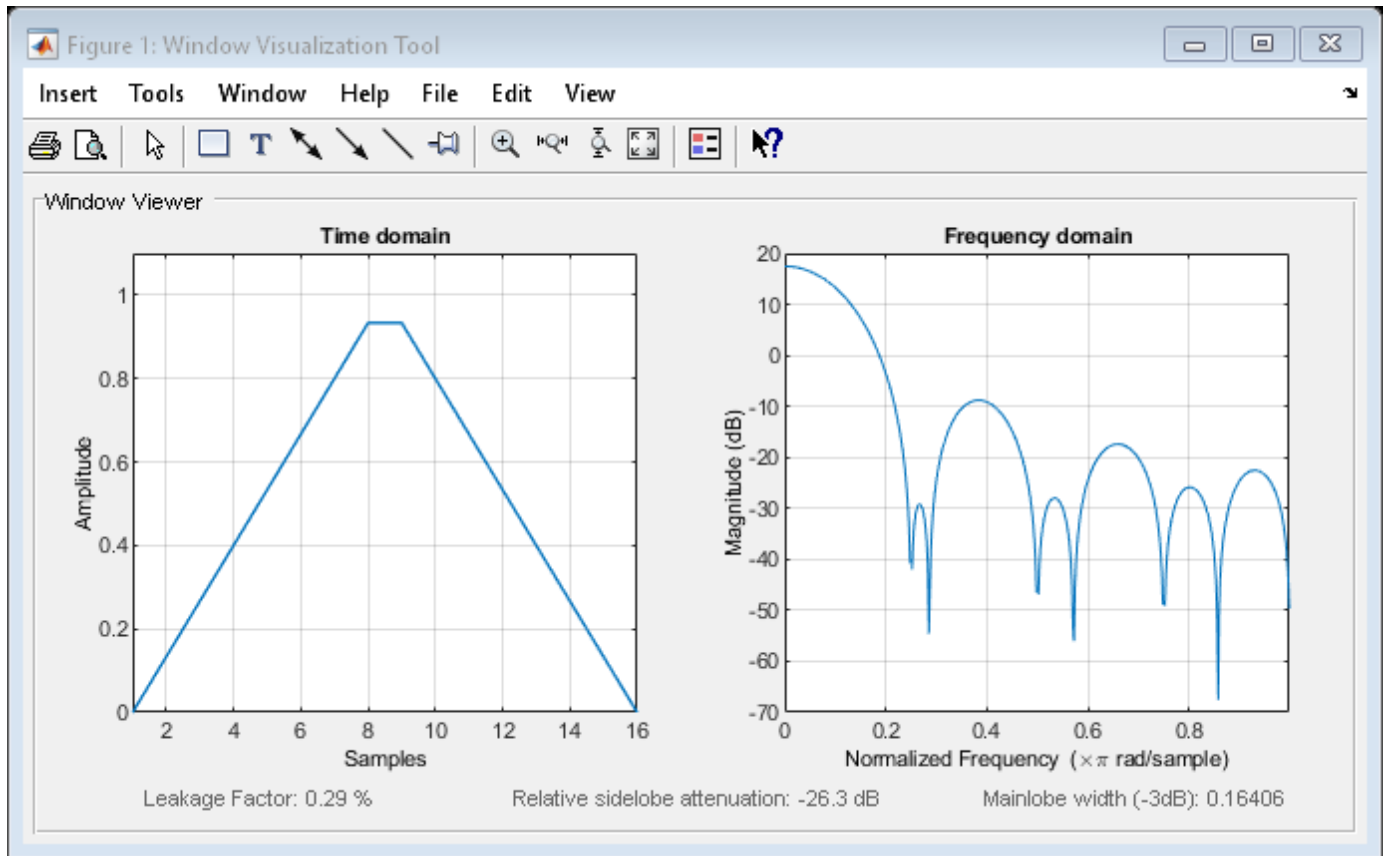 Figure 1: Window Visualization Tool
Insert Tools Window Help File Edit View
T ?
Window Viewer
Time domain
1
0.8
0.6
0.4
0.2
0
2 4 6 8 10 12 14 16
Amplitude
Samples
Frequency domain
20
10
0
-10
-20
-30
-40
-50
-60
-70
0 0.2 0.4 0.6 0.8
Magnitude (dB)
Normalized Frequency (×π rad/sample)
Leakage Factor: 0.29 % Relative sidelobe attenuation: -26.3 dB Mainlobe width (-3dB): 0.16406